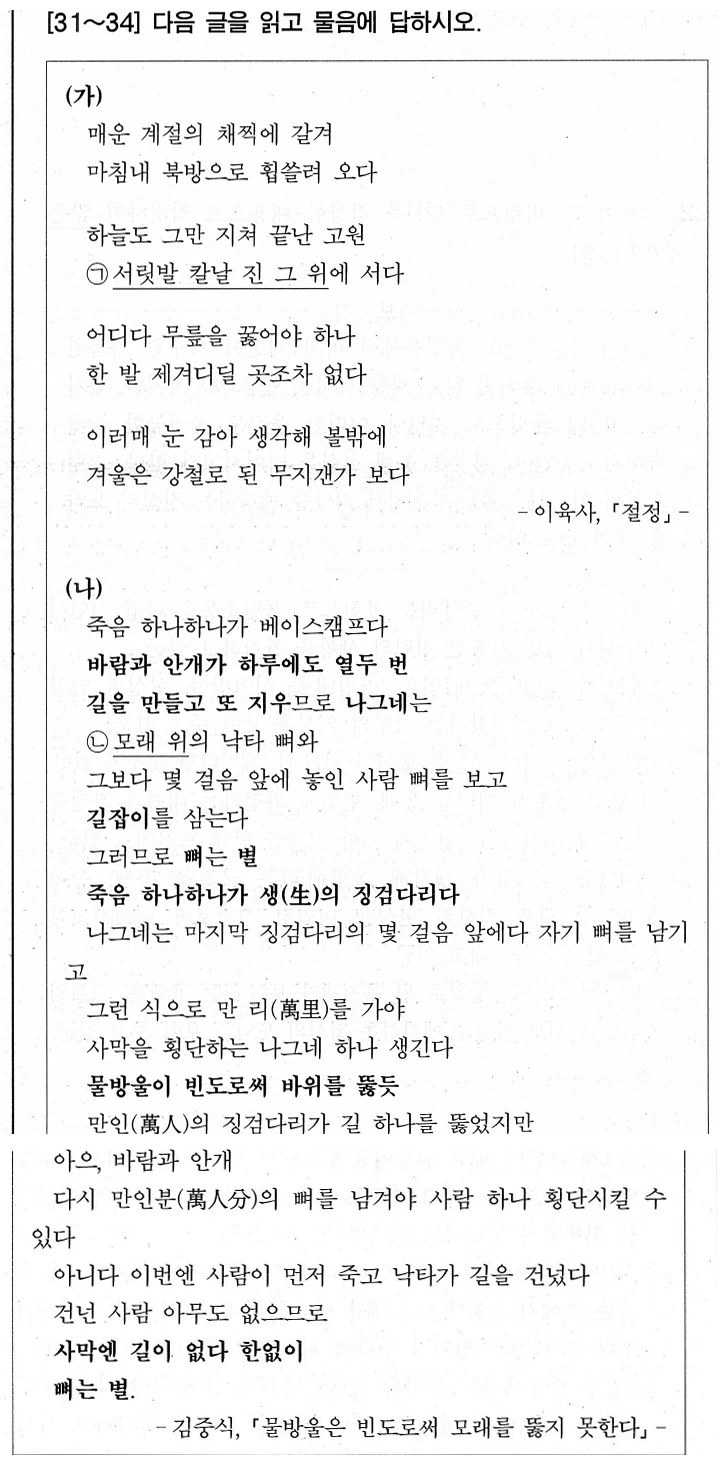 [31~34] 다음 글을 읽고 물음에 답하시오.
(가)
매운 계절의 채찍에 갈겨
마침내 북방으로 휩쓸려 오다
하늘도 그만 지쳐 끝난 고원
㉠서릿발 칼날 진 그 위에 서다
어디다 무릎을 꿇어야 하나
한 발 제겨디딜 곳조차 없다
이러매 눈 감아 생각해 볼밖에
겨울은 강철로 된 무지갠가 보다
- 이육사, 「절정」 -
(나)
죽음 하나하나가 베이스캠프다
바람과 안개가 하루에도 열두 번
길을 만들고 또 지우므로 나그네는
㉡모래 위의 낙타 뼈와
그보다 몇 걸음 앞에 놓인 사람 뼈를 보고
길잡이를 삼는다
그러므로 뼈는 별
죽음 하나하나가 생(生)의 징검다리다
나그네는 마지막 징검다리의 몇 걸음 앞에다 자기 뼈를 남기
고
그런 식으로 만 리(萬里)를 가야
사막을 횡단하는 나그네 하나 생긴다
물방울이 빈도로써 바위를 뚫듯
만인(萬人)의 징검다리가 길 하나를 뚫었지만
아으, 바람과 안개
다시 만인분(萬人分)의 뼈를 남겨야 사람 하나 횡단시킬 수
있다
아니다 이번엔 사람이 먼저 죽고 낙타가 길을 건넜다
건넌 사람 아무도 없으므로
사막엔 길이 없다 한없이
뼈는 별.
- 김중식, 「물방울은 빈도로써 모래를 뚫지 못한다」 -